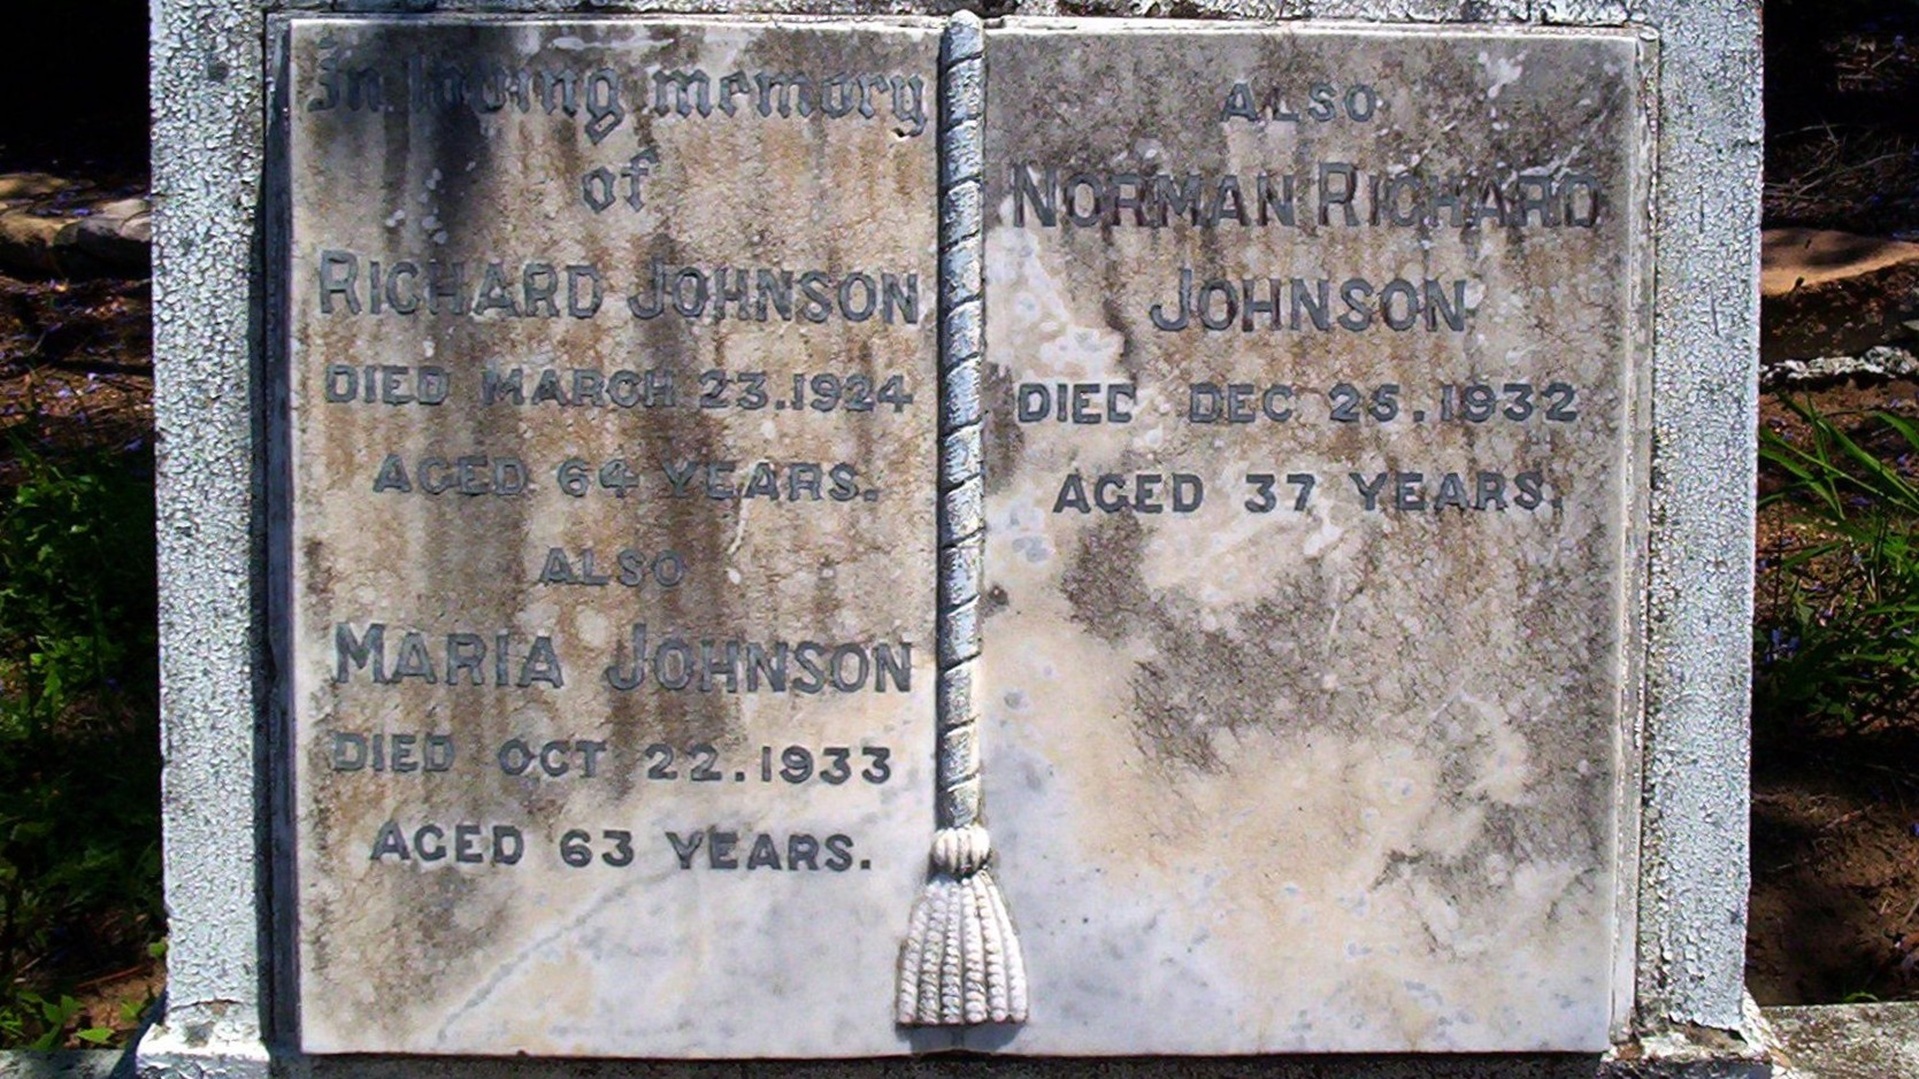 In loving memory
of
RICHARD JOHNSON
DIED MARCH 23.1924
AGED 64 YEARS.
ALSO
MARIA JOHNSON
DIED OCT 22.1933
AGED 63 YEARS.
ALSO
NORMAN RICHARD
JOHNSON
DIED DEC 25.1932
AGED 37 YEARS.